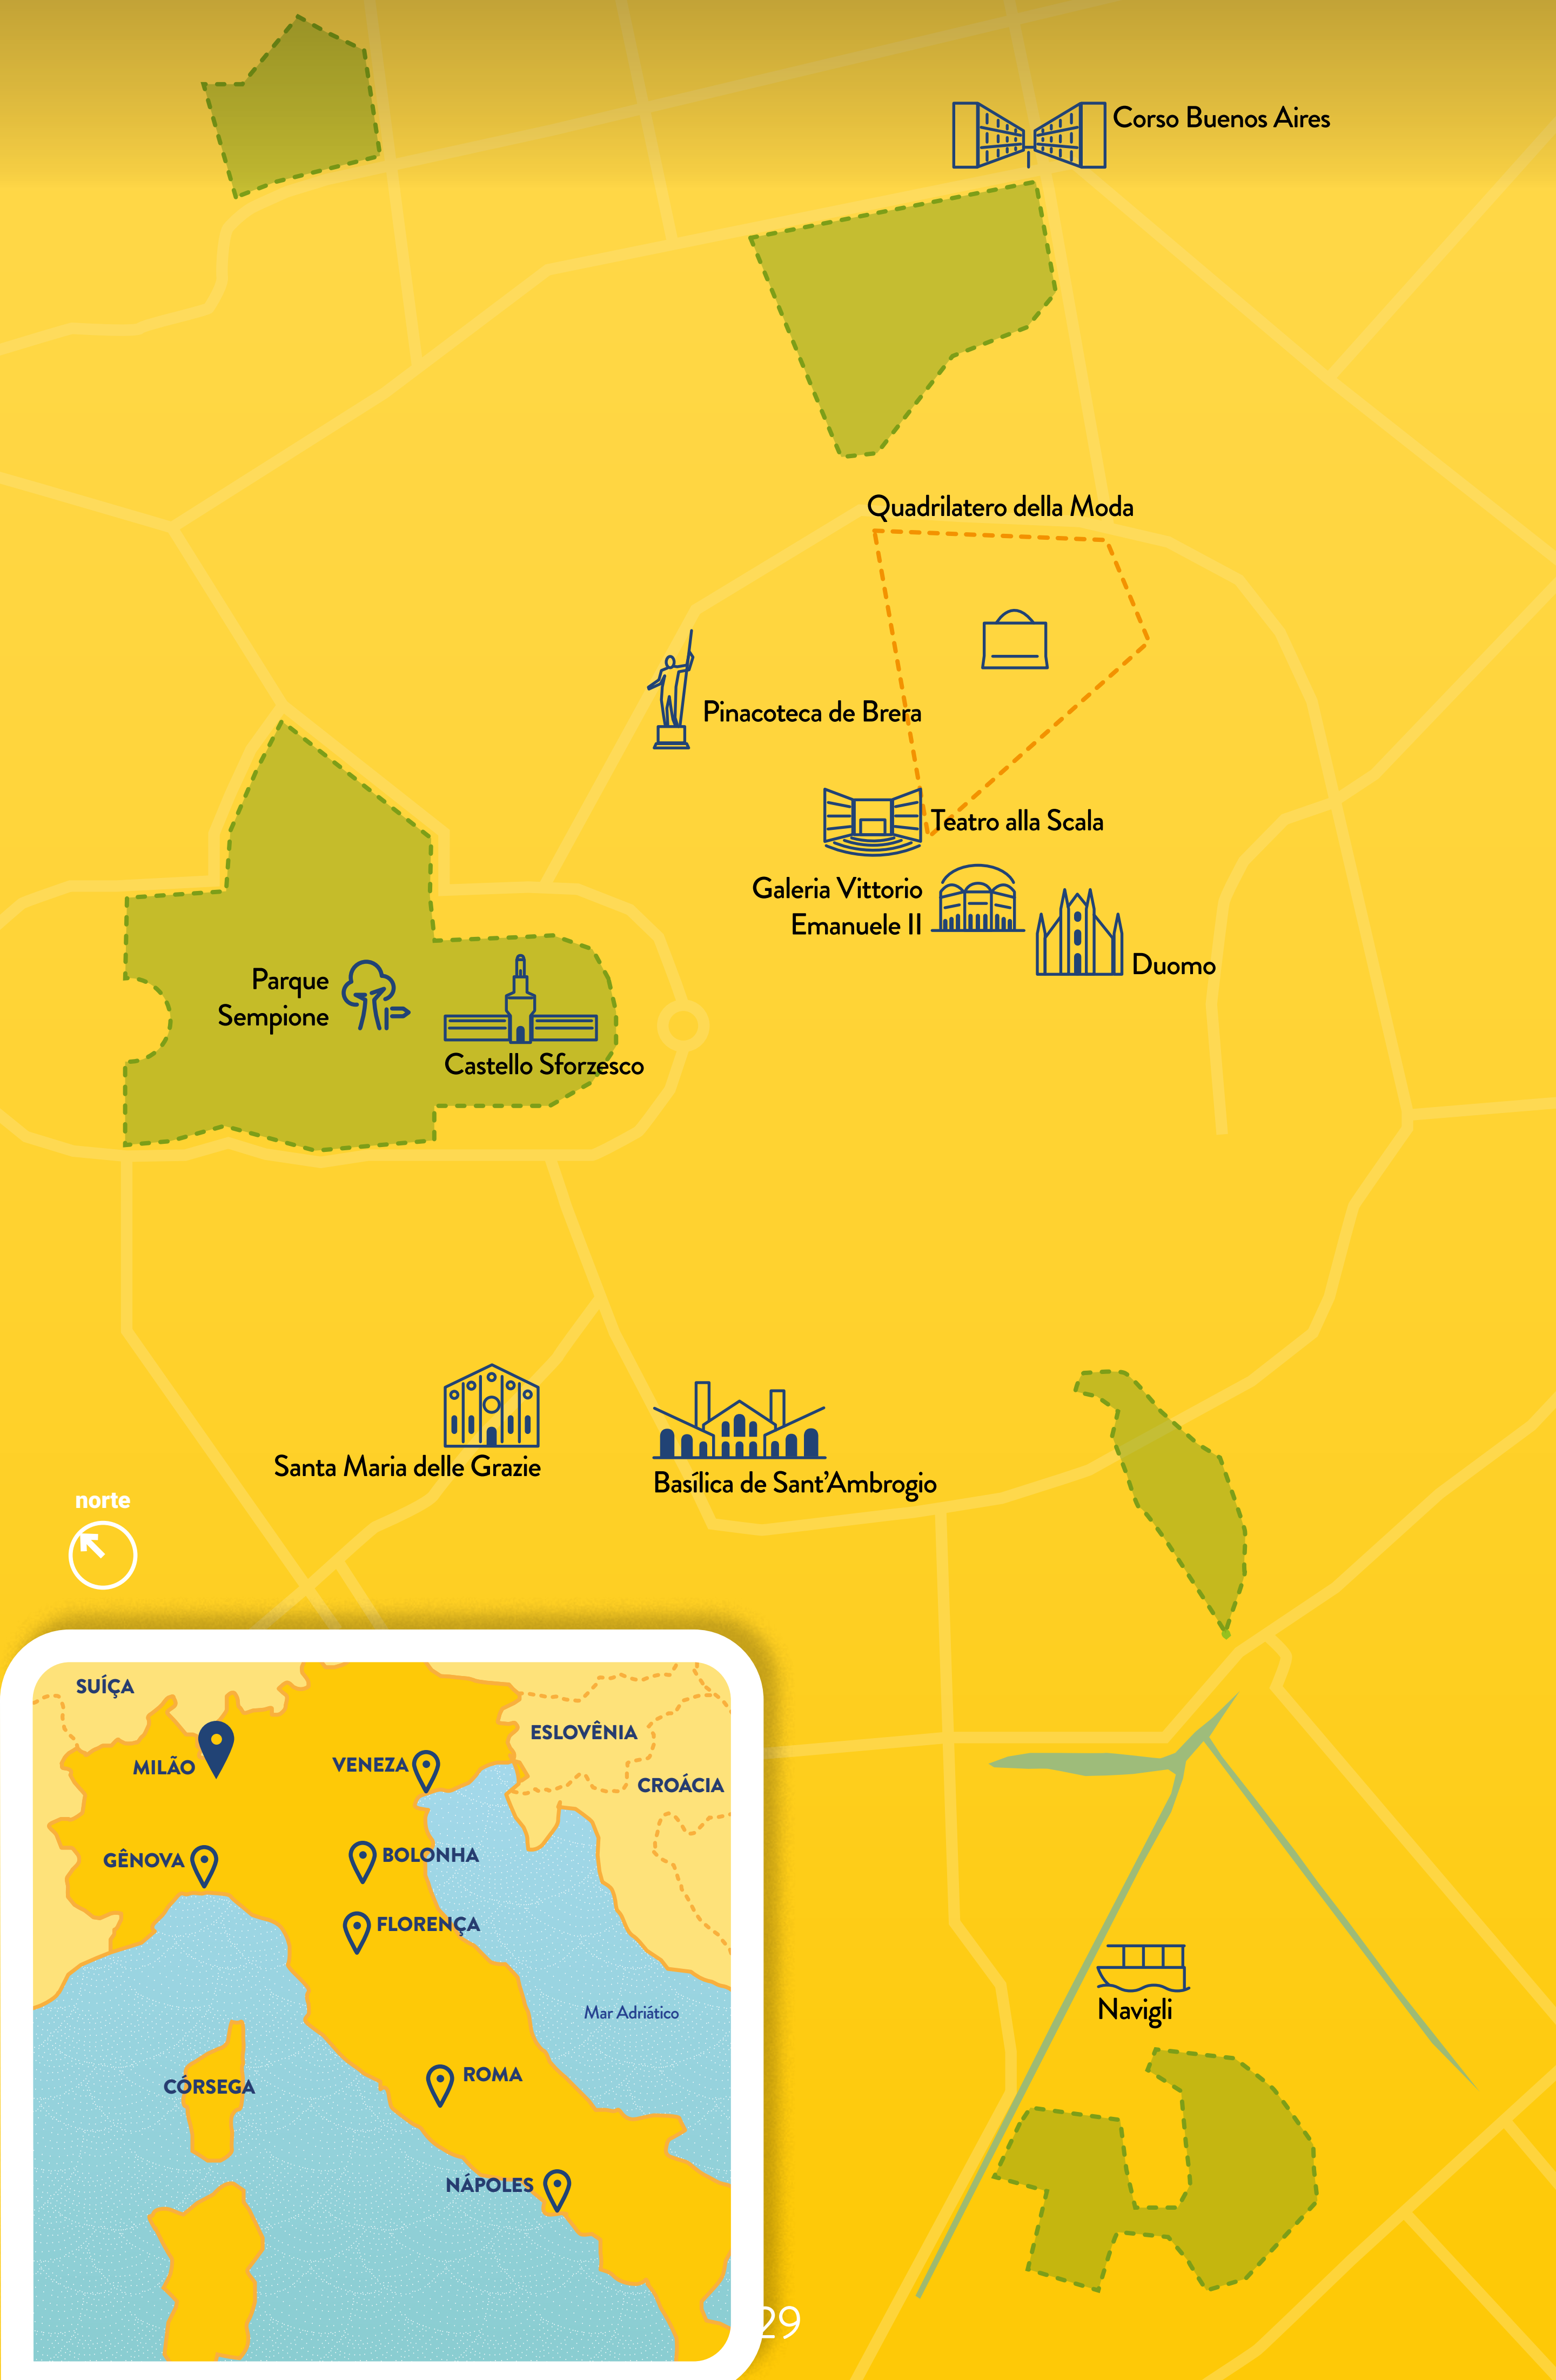 Corso Buenos Aires
Quadrilatero della Moda
Pinacoteca de Brera
Teatro alla Scala
Galeria Vittorio
Emanuele II
Duomo
Parque
Sempione
Castello Sforzesco
Santa Maria delle Grazie
Basílica de Sant’Ambrogio
norte
SUÍÇA
ESLOVÊNIA
MILÃO
VENEZA
CROÁCIA
GÊNOVA
BOLONHA
FLORENÇA
Mar Adriático
Navigli
ROMA
CÓRSEGA
NÁPOLES
29